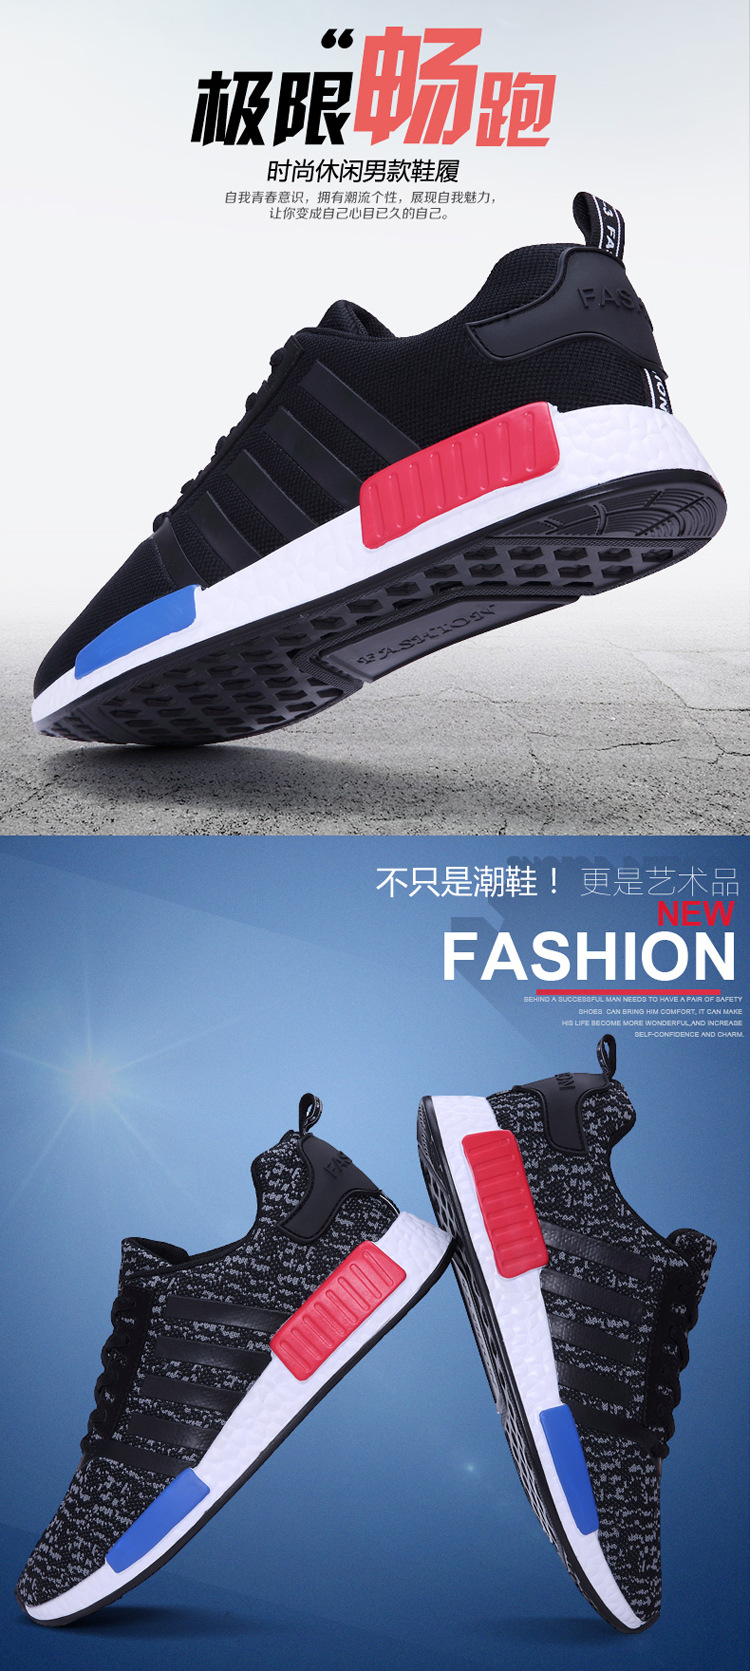 极限“畅跑
时尚休闲男款鞋履
自我青春意识，拥有潮流个性，展现自我魅力，
让你变成自己心目已久的自己。
FASH
FASHION
不只是潮鞋！ 更是艺术品
NEW
FASHION
BEHIND A SUCCESSFUL MAN NEEDS TO HAVE A PAIR OF SAFETY
SHOES CAN BRING HIM COMFORT, IT CAN MAKE
HIS LIFE BECOME MORE WONDERFUL,AND INCREASE
SELF-CONFIDENCE AND CHARM.
FAS